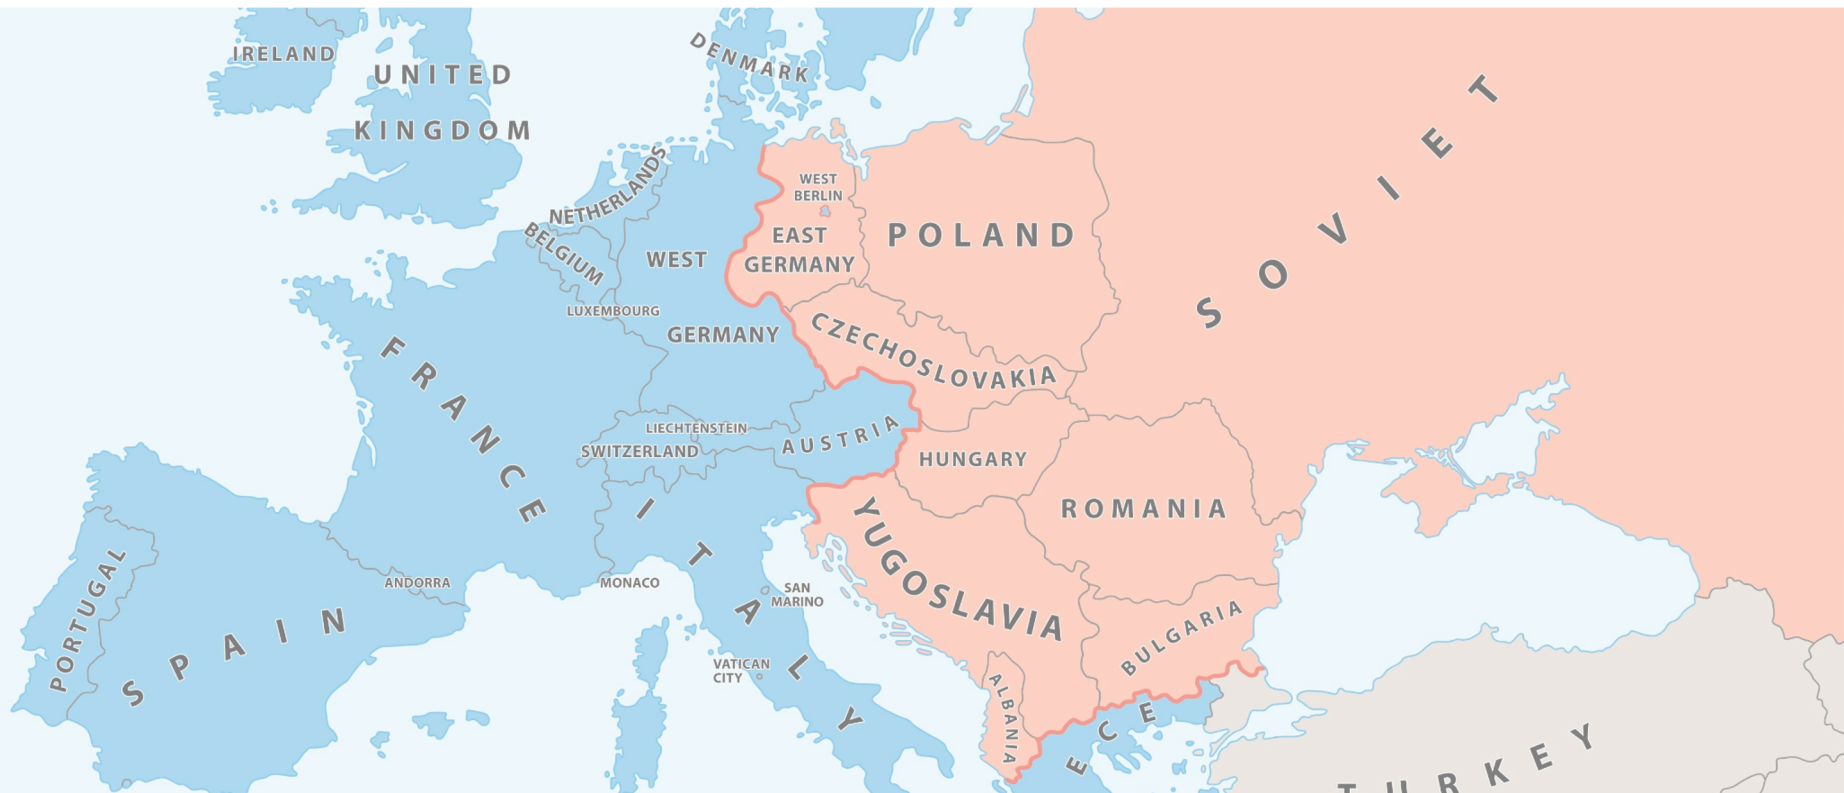 IRELAND
UNITED
KINGDOM
DENMARK
NETHERLANDS
BELGIUM
LUXEMBOURG
WEST
GERMANY
WEST
BERLIN
EAST
GERMANY
POLAND
SOVIET
CZECHOSLOVAKIA
FRANCE
LIECHTENSTEIN
SWITZERLAND
AUSTRIA
HUNGARY
ROMANIA
YUGOSLAVIA
BULGARIA
ALBANIA
ITALY
MONACO
SAN
MARINO
VATICAN
CITY
ANDORRA
PORTUGAL
SPAIN
ECE
TURKEY